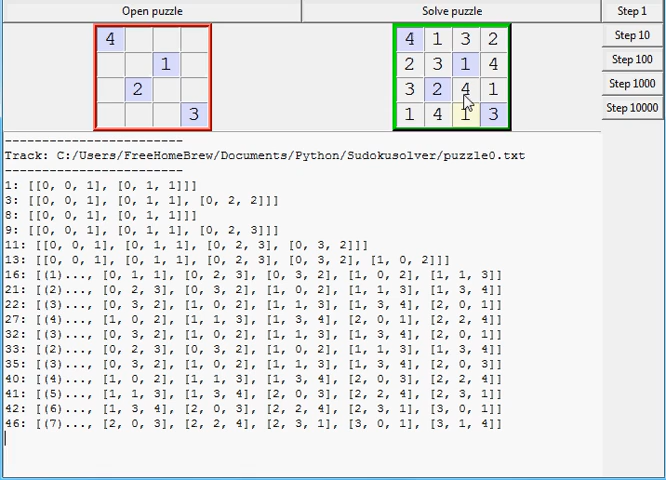 Open puzzle Solve puzzle Step 1
Step 10
Step 100
Step 1000
Step 10000
4
1
2
3
4 1 3 2
2 3 1 4
3 2 4 1
1 4 1 3
------------------------
Track: C:/Users/FreeHomeBrew/Documents/Python/Sudokusolver/puzzle0.txt
------------------------
1: [[0, 0, 1], [0, 1, 1]]]
3: [[0, 0, 1], [0, 1, 1], [0, 2, 2]]]
8: [[0, 0, 1], [0, 1, 1]]]
9: [[0, 0, 1], [0, 1, 1], [0, 2, 3]]]
11: [[0, 0, 1], [0, 1, 1], [0, 2, 3], [0, 3, 2]]]
13: [[0, 0, 1], [0, 1, 1], [0, 2, 3], [0, 3, 2], [1, 0, 2]]]
16: [(1)..., [0, 1, 1], [0, 2, 3], [0, 3, 2], [1, 0, 2], [1, 1, 3]]
21: [(2)..., [0, 2, 3], [0, 3, 2], [1, 0, 2], [1, 1, 3], [1, 3, 4]]
22: [(3)..., [0, 3, 2], [1, 0, 2], [1, 1, 3], [1, 3, 4], [2, 0, 1]]
27: [(4)..., [1, 0, 2], [1, 1, 3], [1, 3, 4], [2, 0, 1], [2, 2, 4]]
32: [(3)..., [0, 3, 2], [1, 0, 2], [1, 1, 3], [1, 3, 4], [2, 0, 1]]
33: [(2)..., [0, 2, 3], [0, 3, 2], [1, 0, 2], [1, 1, 3], [1, 3, 4]]
35: [(3)..., [0, 3, 2], [1, 0, 2], [1, 1, 3], [1, 3, 4], [2, 0, 3]]
40: [(4)..., [1, 0, 2], [1, 1, 3], [1, 3, 4], [2, 0, 3], [2, 2, 4]]
41: [(5)..., [1, 1, 3], [1, 3, 4], [2, 0, 3], [2, 2, 4], [2, 3, 1]]
42: [(6)..., [1, 3, 4], [2, 0, 3], [2, 2, 4], [2, 3, 1], [3, 0, 1]]
46: [(7)..., [2, 0, 3], [2, 2, 4], [2, 3, 1], [3, 0, 1], [3, 1, 4]]